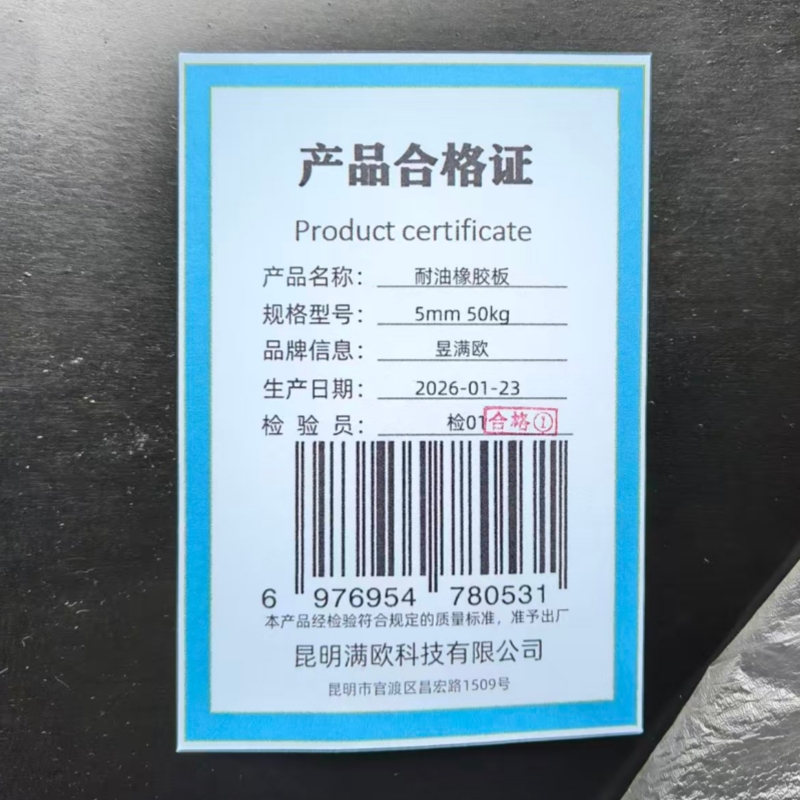 产品合格证
Product certificate
产品名称： 耐油橡胶板
规格型号： 5mm 50kg
品牌信息： 昱满欧
生产日期： 2026-01-23
检 验 员： 检01 合格①
6 976954 780531
本产品经检验符合规定的质量标准，准予出厂
昆明满欧科技有限公司
昆明市官渡区昌宏路1509号